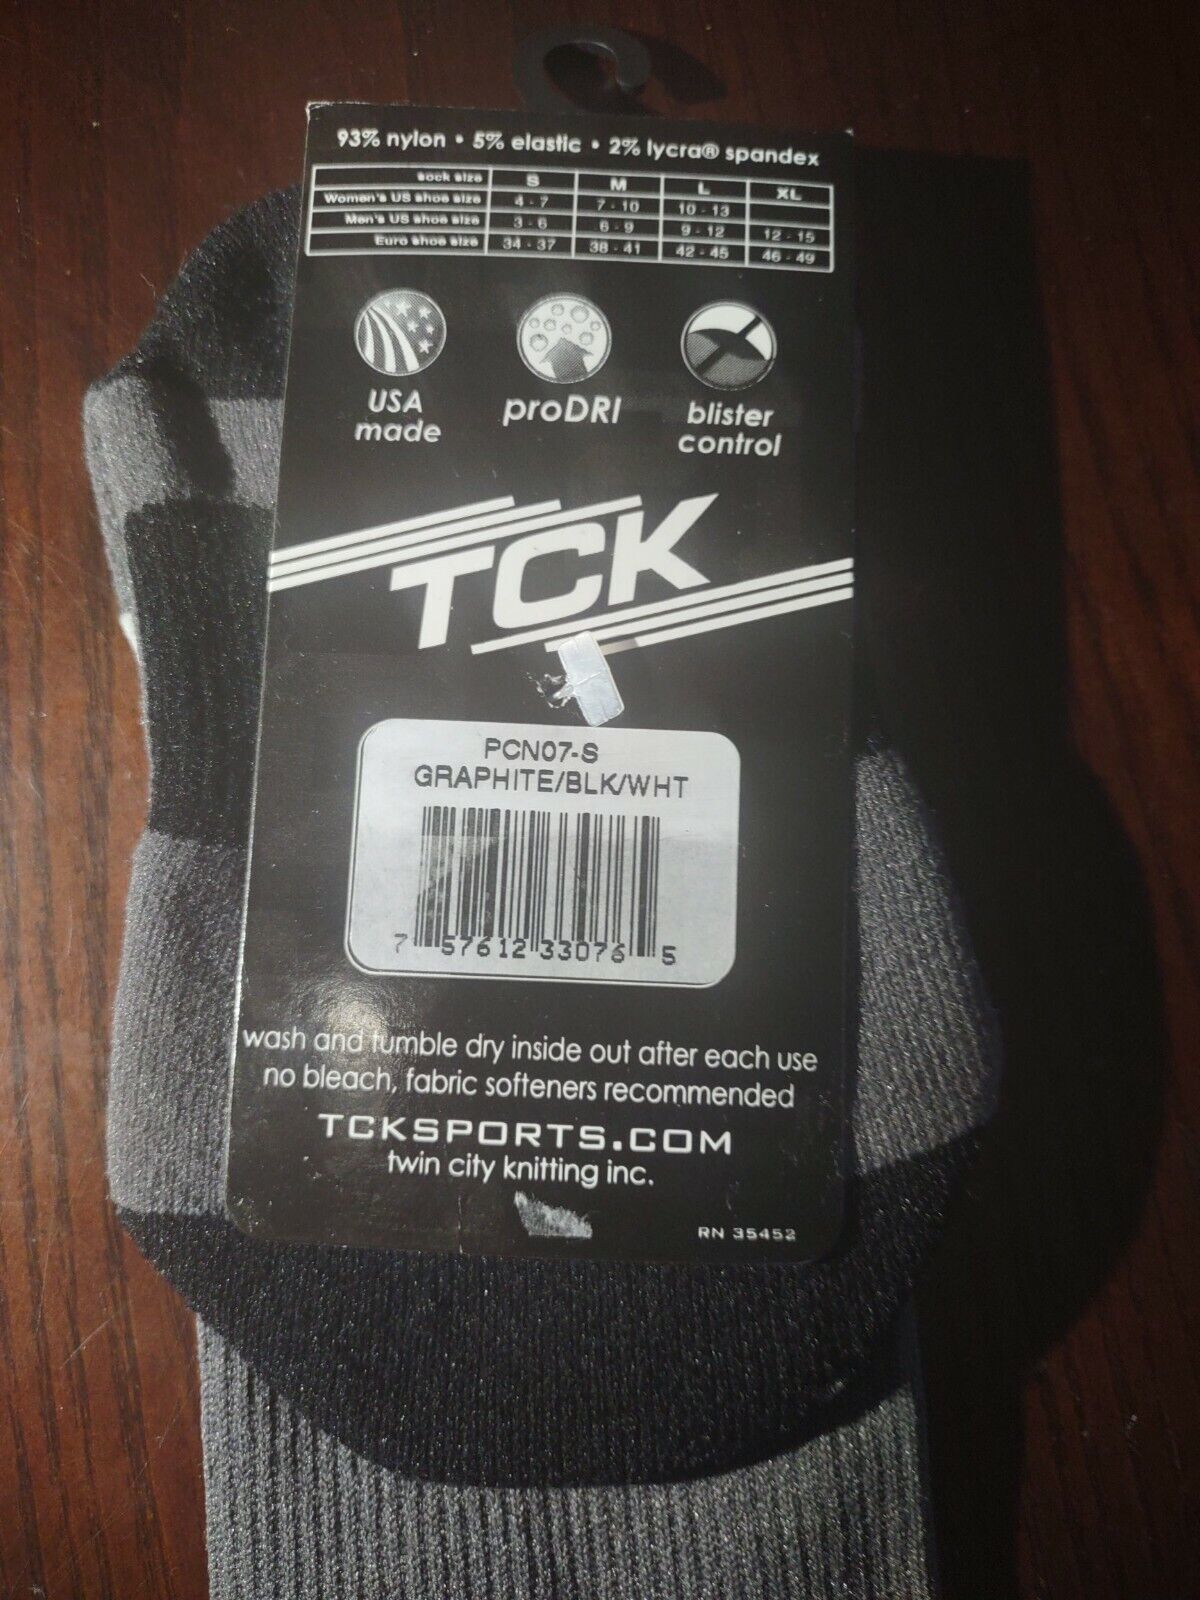 93% nylon • 5% elastic • 2% lycra® spandex
sock size S M L XL
Women's US shoe size 4 - 7 7 - 10 10 - 13
Men's US shoe size 3 - 6 6 - 9 9 - 12 12 - 15
Euro shoe size 34 - 37 38 - 41 42 - 45 46 - 49
USA made
proDRI
blister control
TCK
PCN07-S
GRAPHITE/BLK/WHT
7 57612 33076 5
wash and tumble dry inside out after each use
no bleach, fabric softeners recommended
TCKSPORTS.COM
twin city knitting inc.
RN 35452